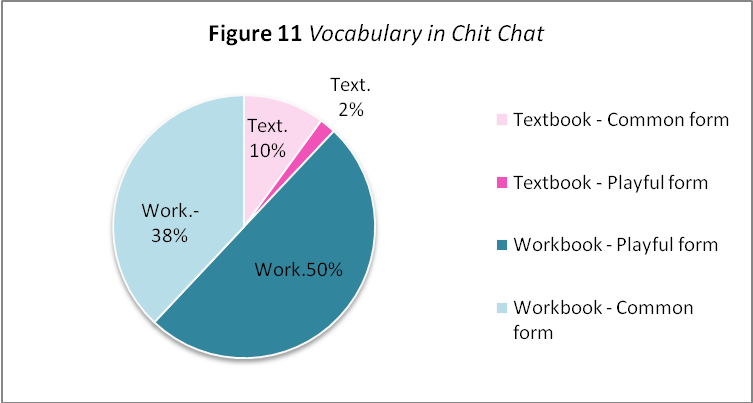 Figure 11 Vocabulary in Chit Chat
Text.
2%
Text.
10%
Work.-
38%
Work.50%
Textbook - Common form
Textbook - Playful form
Workbook - Playful form
Workbook - Common
form